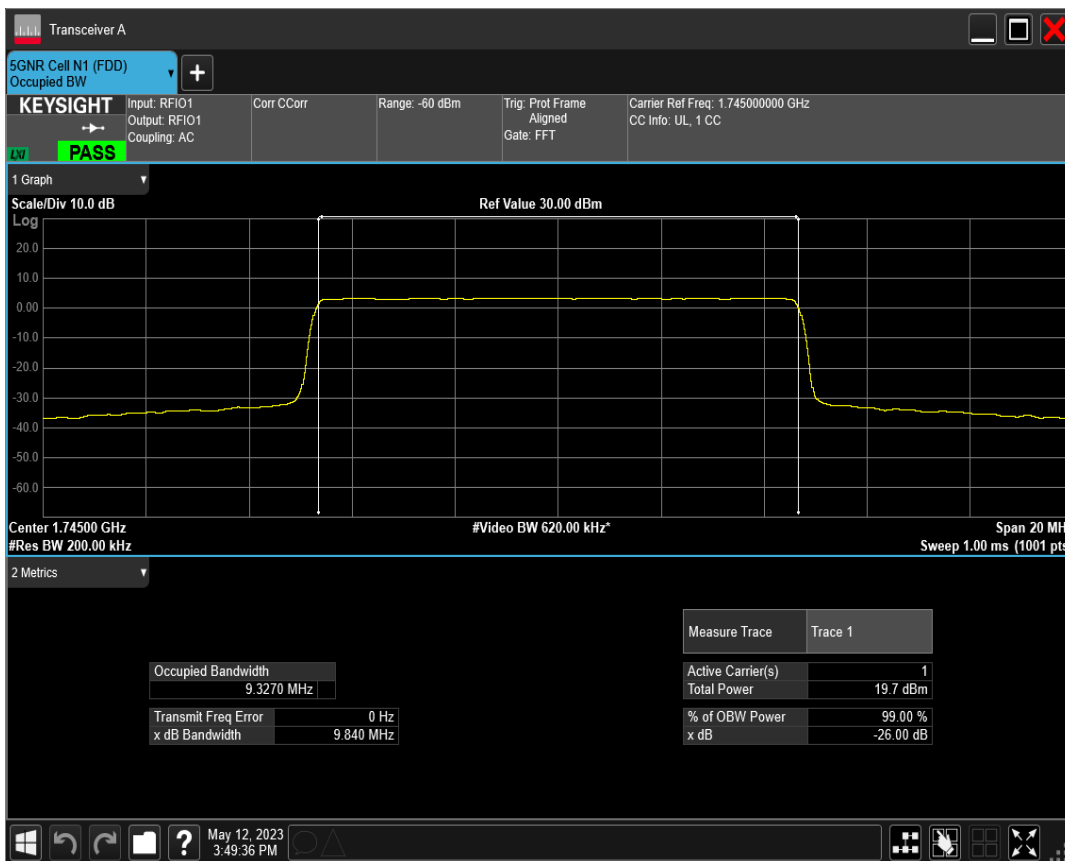 Transceiver A
5GNR Cell N1 (FDD)
Occupied BW
+
KEYSIGHT
LXI
PASS
Input: RFIO1
Output: RFIO1
Coupling: AC
Corr CCorr
Range: -60 dBm
Trig: Prot Frame
Aligned
Gate: FFT
Carrier Ref Freq: 1.745000000 GHz
CC Info: UL, 1 CC
1 Graph
Scale/Div 10.0 dB
Ref Value 30.00 dBm
Log
20.0
10.0
0.00
-10.0
-20.0
-30.0
-40.0
-50.0
-60.0
Center 1.74500 GHz
#Video BW 620.00 kHz*
Span 20 MH
#Res BW 200.00 kHz
Sweep 1.00 ms (1001 pts
2 Metrics
Measure Trace Trace 1
Occupied Bandwidth
9.3270 MHz
Active Carrier(s) 1
Total Power 19.7 dBm
Transmit Freq Error 0 Hz
x dB Bandwidth 9.840 MHz
% of OBW Power 99.00 %
x dB -26.00 dB
?
May 12, 2023
3:49:36 PM